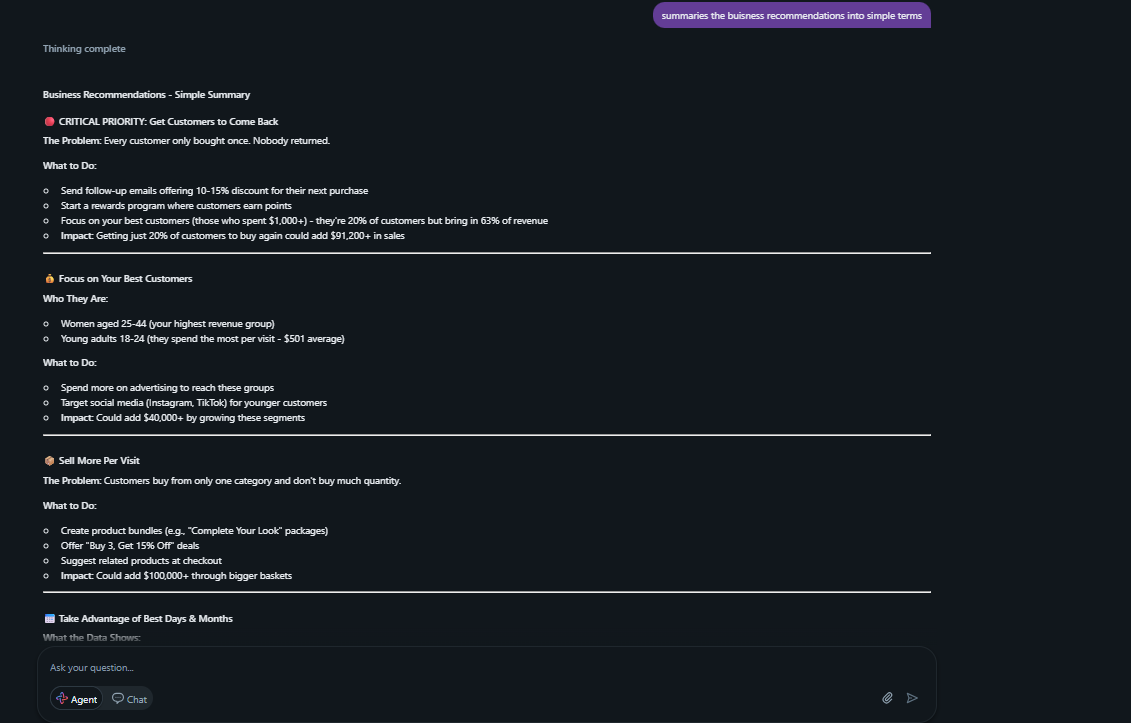 summaries the buisness recommendations into simple terms
Thinking complete
Business Recommendations - Simple Summary
CRITICAL PRIORITY: Get Customers to Come Back
The Problem: Every customer only bought once. Nobody returned.
What to Do:
Send follow-up emails offering 10-15% discount for their next purchase
Start a rewards program where customers earn points
Focus on your best customers (those who spent $1,000+) - they're 20% of customers but bring in 63% of revenue
Impact: Getting just 20% of customers to buy again could add $91,200+ in sales
Focus on Your Best Customers
Who They Are:
Women aged 25-44 (your highest revenue group)
Young adults 18-24 (they spend the most per visit - $501 average)
What to Do:
Spend more on advertising to reach these groups
Target social media (Instagram, TikTok) for younger customers
Impact: Could add $40,000+ by growing these segments
Sell More Per Visit
The Problem: Customers buy from only one category and don't buy much quantity.
What to Do:
Create product bundles (e.g., "Complete Your Look" packages)
Offer "Buy 3, Get 15% Off" deals
Suggest related products at checkout
Impact: Could add $100,000+ through bigger baskets
Take Advantage of Best Days & Months
What the Data Shows:
Ask your question...
Agent Chat